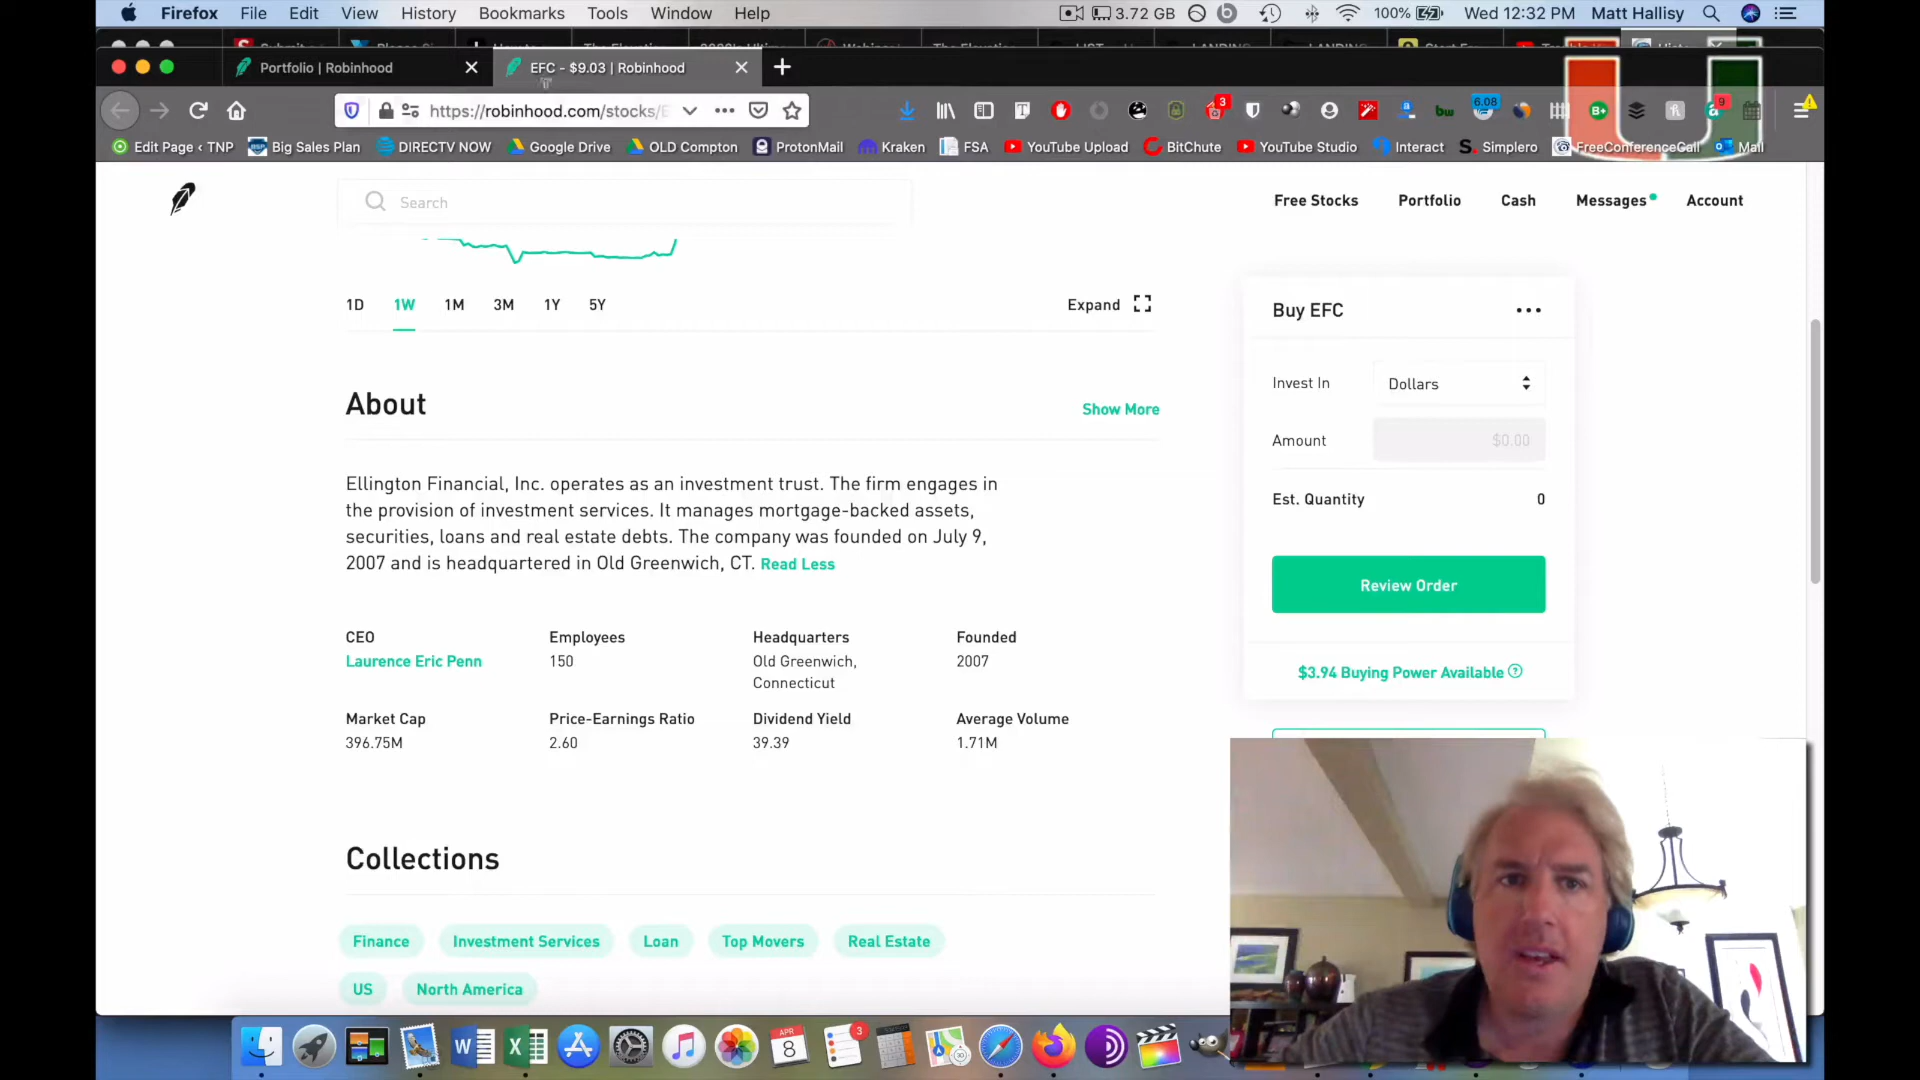 Firefox File Edit View History Bookmarks Tools Window Help 3.72 GB 100% Wed 12:32 PM Matt Hallisy
Portfolio | Robinhood EFC - $9.03 | Robinhood
https://robinhood.com/stocks/E 3 6.08 9
Edit Page ‹ TNP Big Sales Plan DIRECTV NOW Google Drive OLD Compton ProtonMail Kraken FSA YouTube Upload BitChute YouTube Studio Interact Simplero FreeConferenceCall Mail
Search Free Stocks Portfolio Cash Messages Account
1D 1W 1M 3M 1Y 5Y Expand
Buy EFC
Invest In Dollars
About Show More
Amount $0.00
Ellington Financial, Inc. operates as an investment trust. The firm engages in
the provision of investment services. It manages mortgage-backed assets,
securities, loans and real estate debts. The company was founded on July 9,
2007 and is headquartered in Old Greenwich, CT. Read Less
Est. Quantity 0
Review Order
$3.94 Buying Power Available
CEO Employees Headquarters Founded
Laurence Eric Penn 150 Old Greenwich, 2007
Connecticut
Market Cap Price-Earnings Ratio Dividend Yield Average Volume
396.75M 2.60 39.39 1.71M
Collections
Finance Investment Services Loan Top Movers Real Estate
US North America
APR
8
3